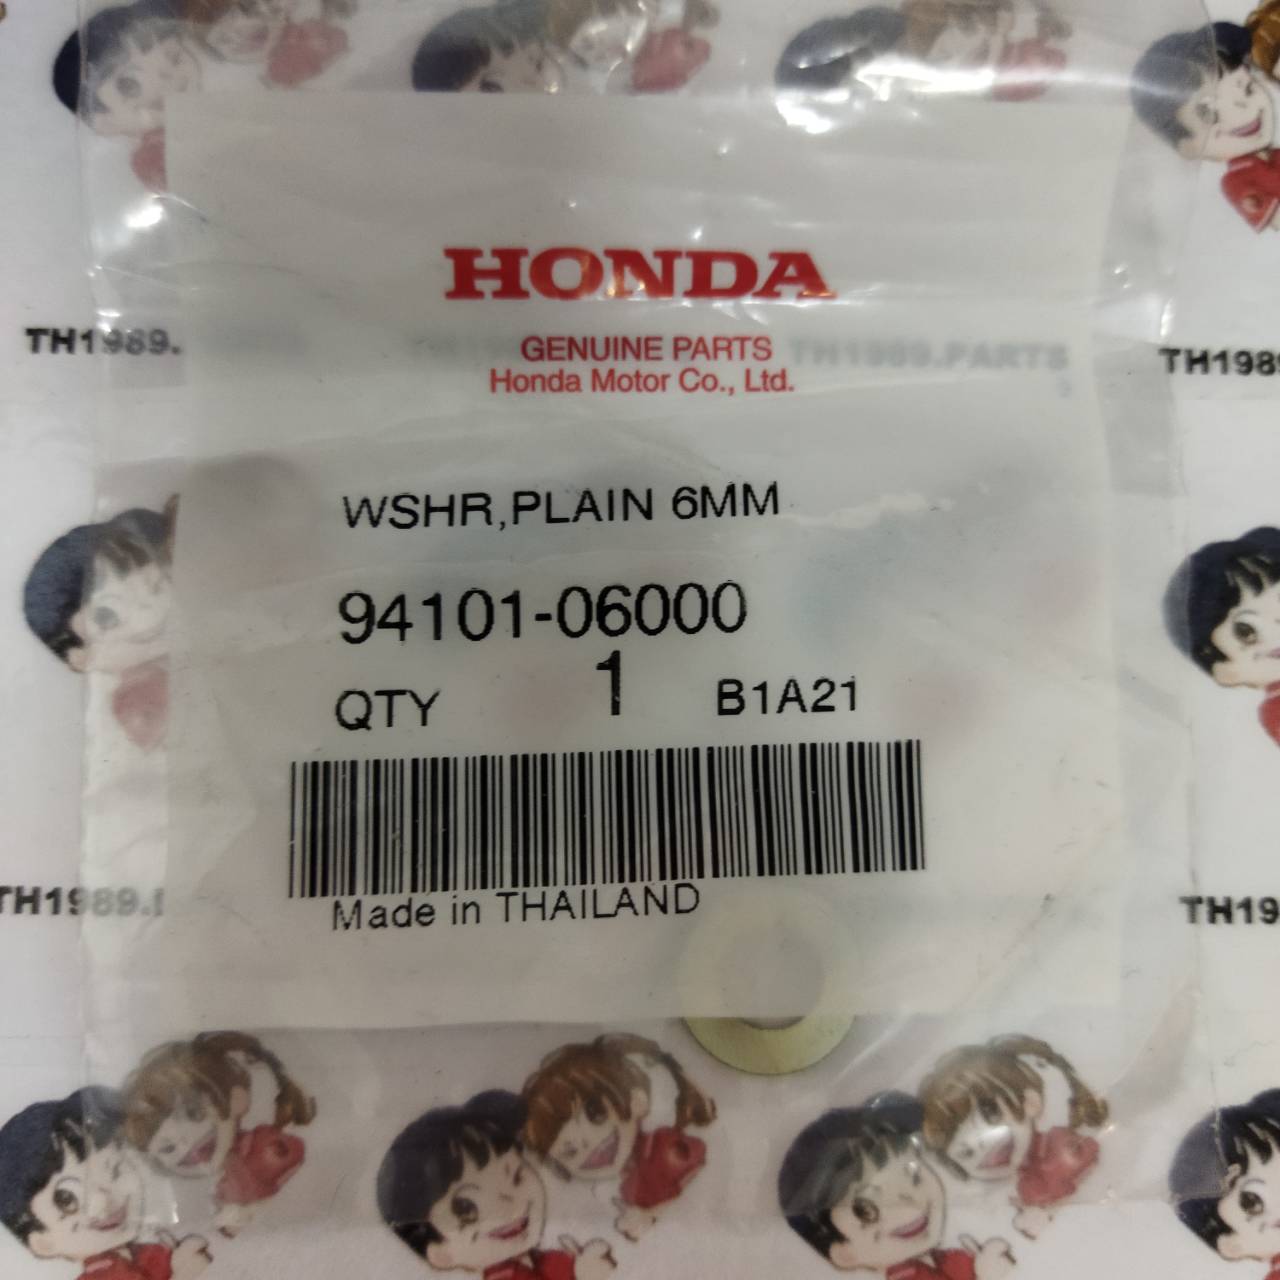 HONDA
GENUINE PARTS
Honda Motor Co., Ltd.
TH1989.
TH1989.PARTS
TH1989
WSHR,PLAIN 6MM
94101-06000
QTY 1 B1A21
Made in THAILAND
TH1989.
TH19